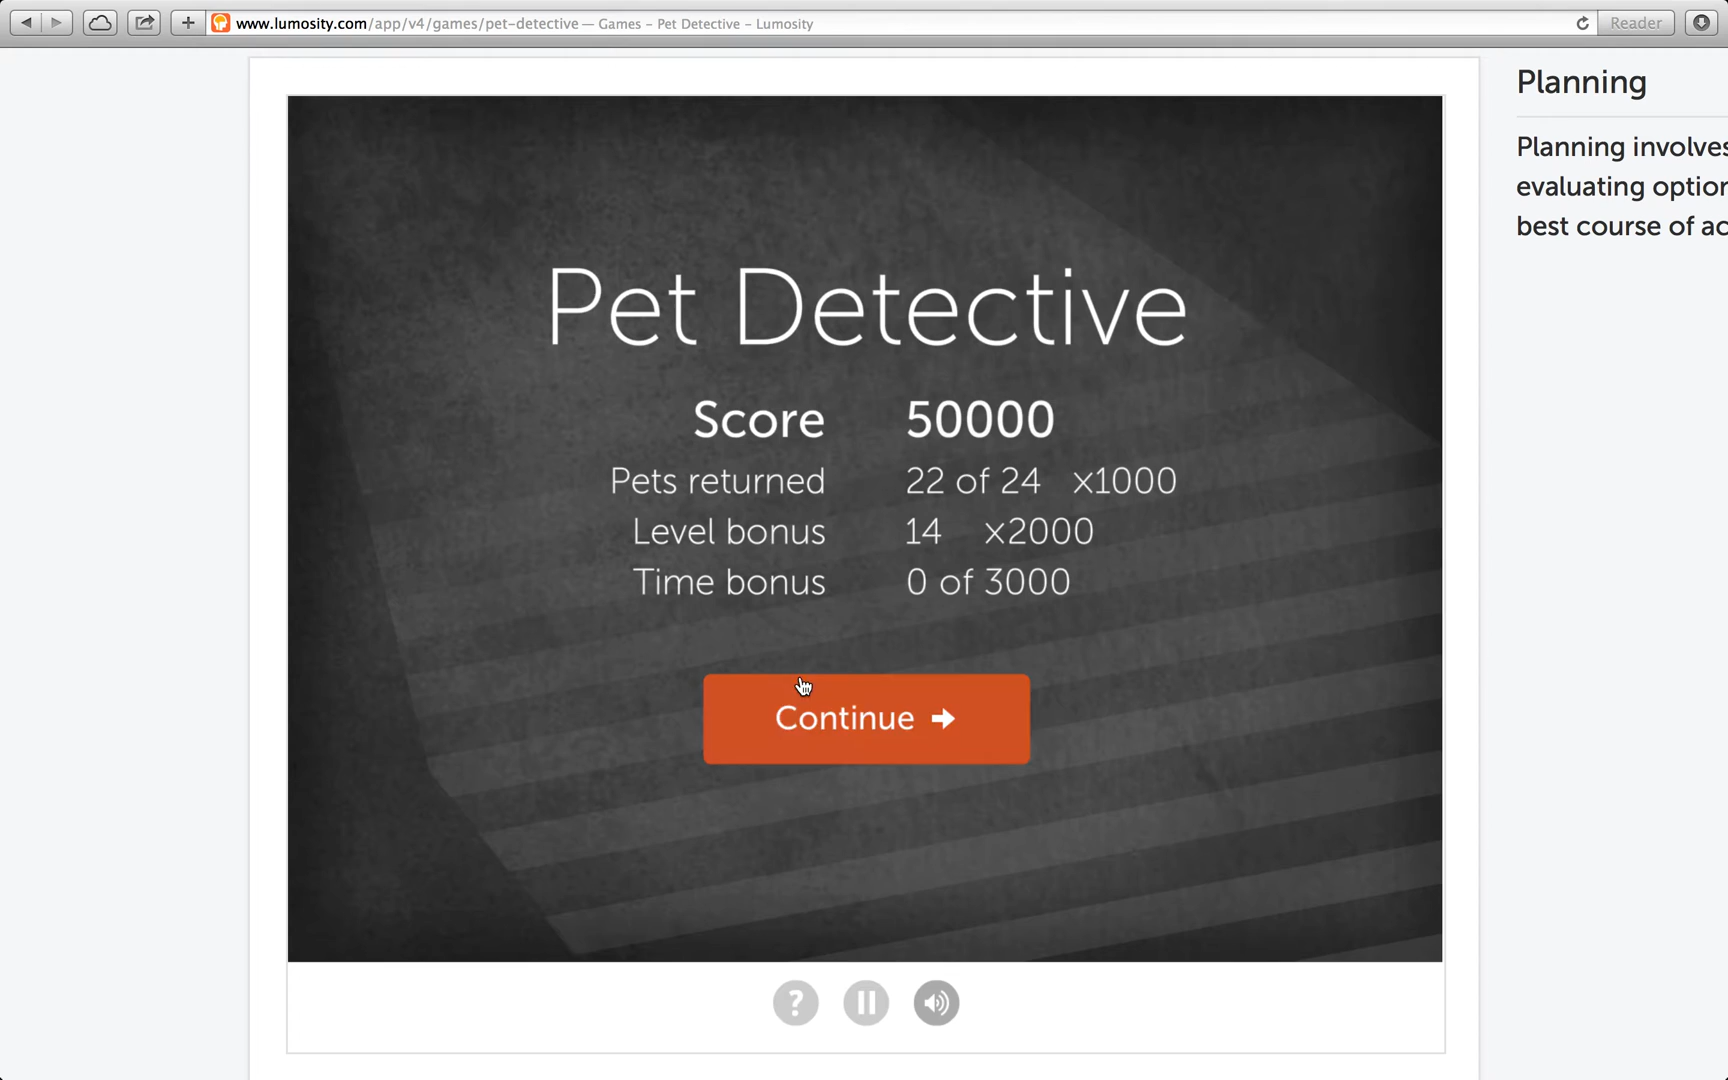 www.lumosity.com/app/v4/games/pet-detective — Games – Pet Detective – Lumosity
Reader
Planning
Planning involves
evaluating option
best course of ac
Pet Detective
Score 50000
Pets returned 22 of 24 x1000
Level bonus 14 x2000
Time bonus 0 of 3000
Continue
?